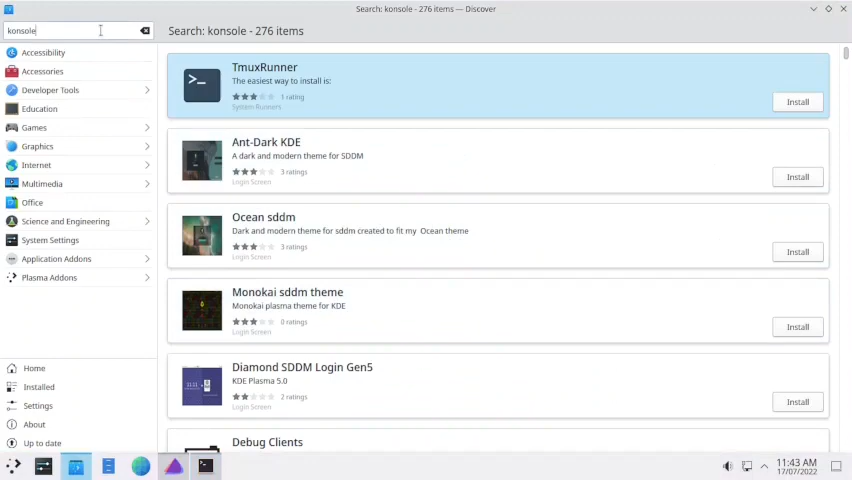 Search: konsole - 276 items — Discover
konsole
Search: konsole - 276 items
Accessibility
Accessories
Developer Tools
Education
Games
Graphics
Internet
Multimedia
Office
Science and Engineering
System Settings
Application Addons
Plasma Addons
Home
Installed
Settings
About
Up to date
TmuxRunner
The easiest way to install is:
1 rating
System Runners
Install
Ant-Dark KDE
A dark and modern theme for SDDM
3 ratings
Login Screen
Install
Ocean sddm
Dark and modern theme for sddm created to fit my Ocean theme
3 ratings
Login Screen
Install
Monokai sddm theme
Monokai plasma theme for KDE
0 ratings
Login Screen
Install
Diamond SDDM Login Gen5
KDE Plasma 5.0
2 ratings
Login Screen
Install
Debug Clients
11:43 AM
17/07/2022